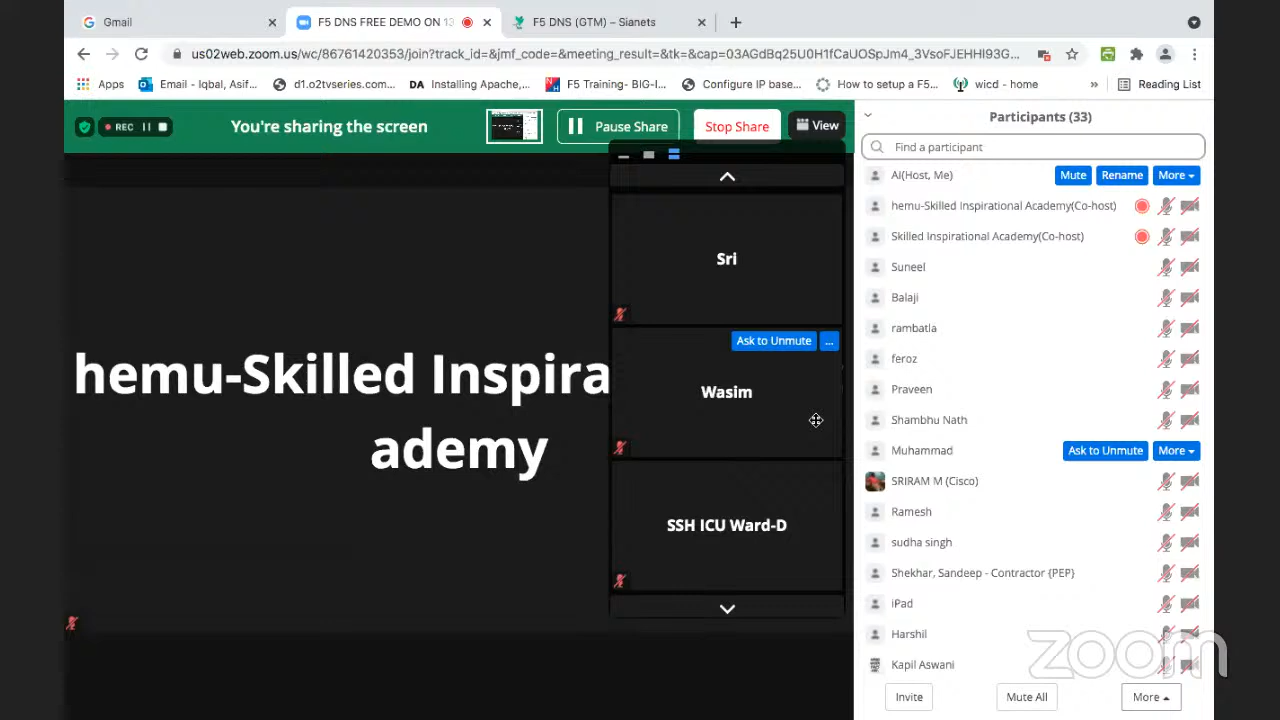 Gmail
F5 DNS FREE DEMO ON 13
F5 DNS (GTM) – Sianets
us02web.zoom.us/wc/86761420353/join?track_id=&jmf_code=&meeting_result=&tk=&cap=03AGdBq25U0H1fCaUOSpJm4_3VsoFJEHHI93G...
Apps
Email - Iqbal, Asif...
d1.o2tvseries.com...
DA Installing Apache,...
F5 Training- BIG-I...
Configure IP base...
How to setup a F5...
wicd - home
»
Reading List
REC
You're sharing the screen
Pause Share
Stop Share
View
Participants (33)
Find a participant
AI(Host, Me)
Mute
Rename
More
hemu-Skilled Inspirational Academy(Co-host)
Skilled Inspirational Academy(Co-host)
Suneel
Balaji
rambatla
feroz
Praveen
Shambhu Nath
Muhammad
Ask to Unmute
More
SRIRAM M (Cisco)
Ramesh
sudha singh
Shekhar, Sandeep - Contractor {PEP}
iPad
Harshil
Kapil Aswani
Invite
Mute All
More
Sri
Ask to Unmute
...
Wasim
SSH ICU Ward-D
hemu-Skilled Inspira
ademy
zoom